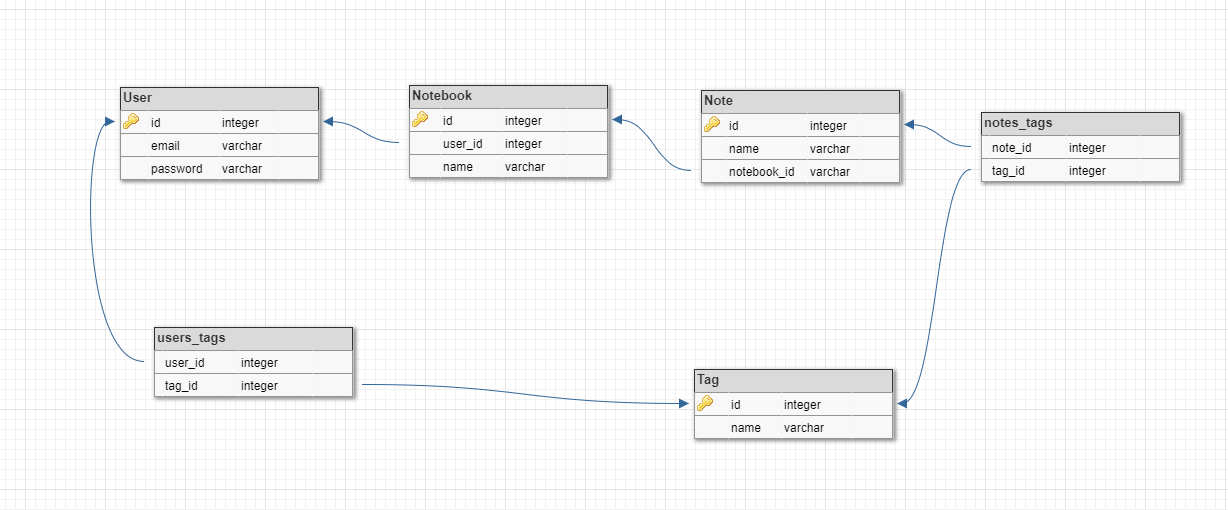 User
id integer
email varchar
password varchar
Notebook
id integer
user_id integer
name varchar
Note
id integer
name varchar
notebook_id varchar
notes_tags
note_id integer
tag_id integer
users_tags
user_id integer
tag_id integer
Tag
id integer
name varchar